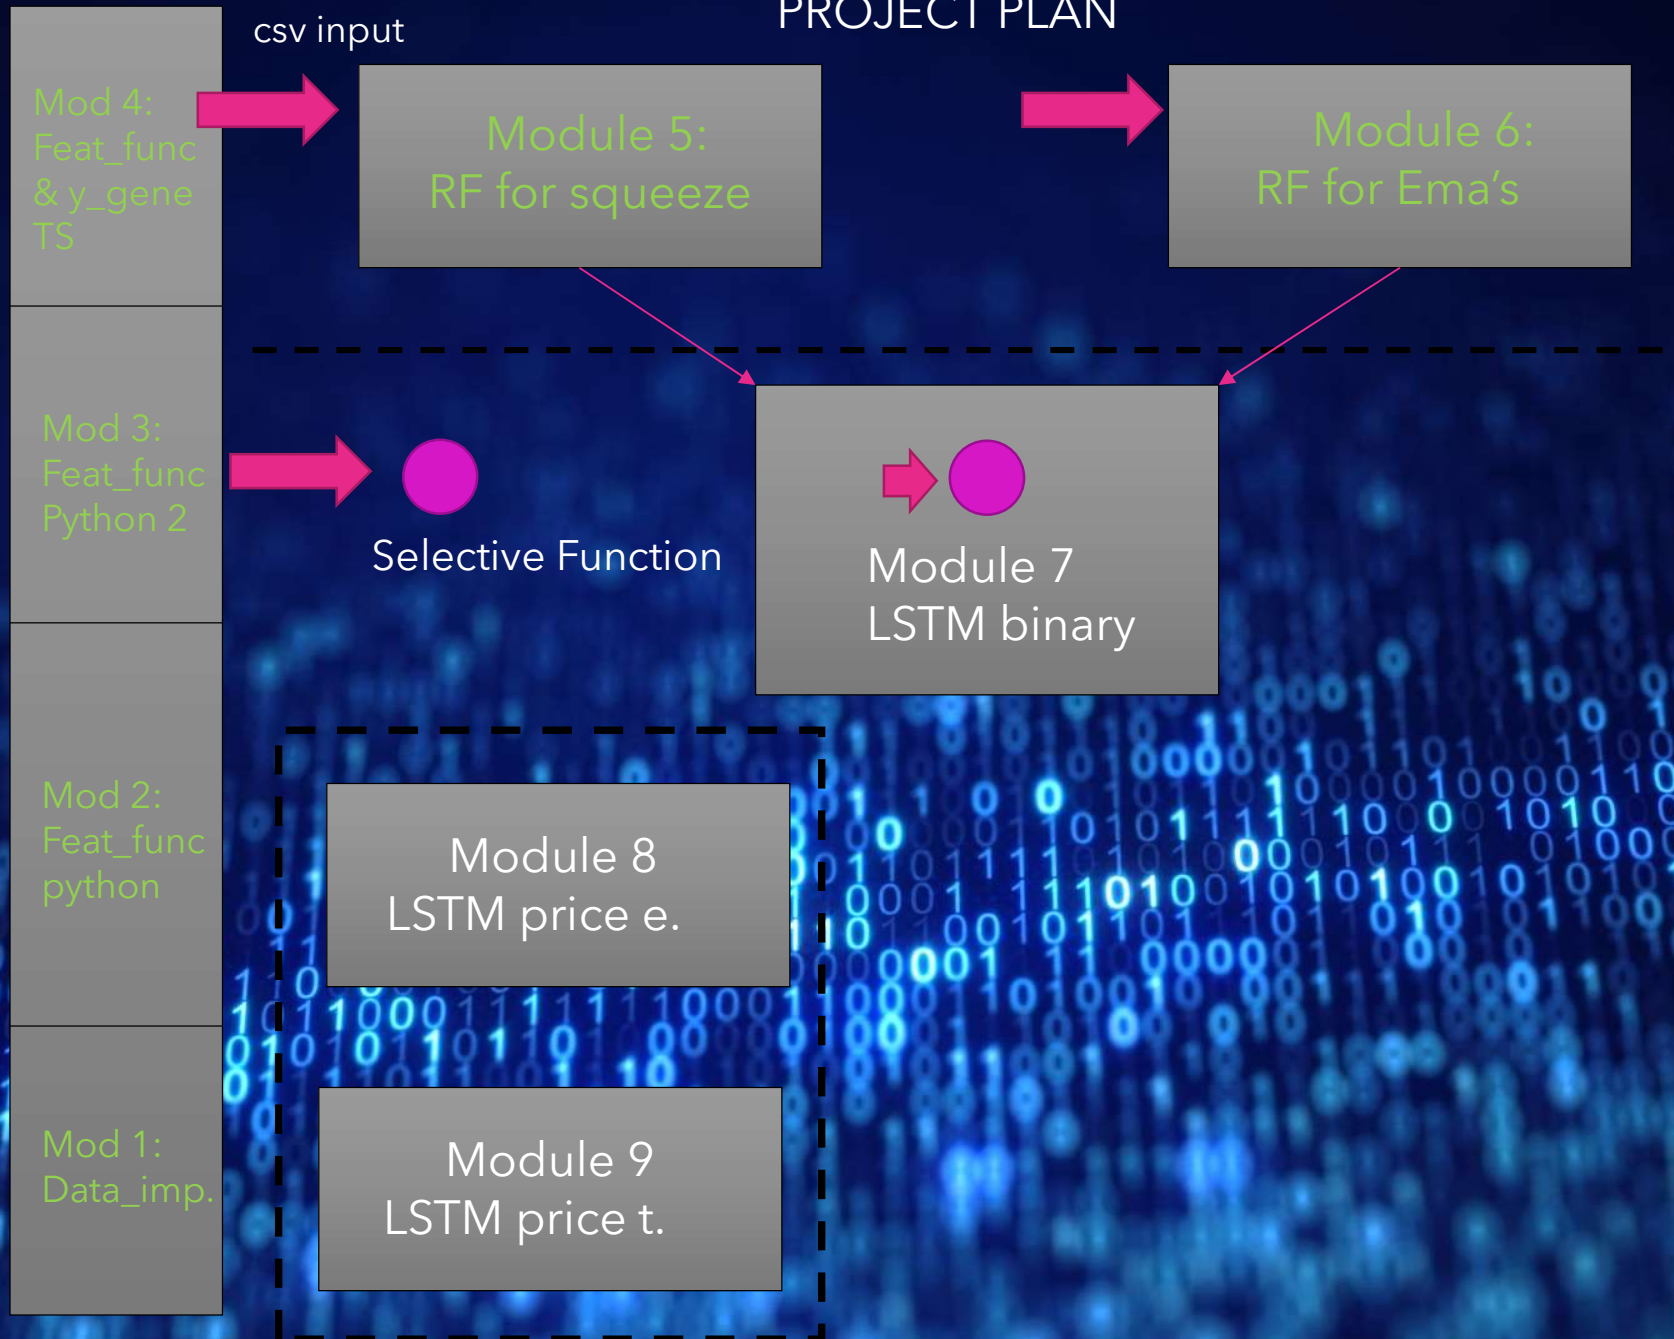 PROJECT PLAN
csv input
Mod 4:
Feat_func
& y_gene
TS
Module 5:
RF for squeeze
Module 6:
RF for Ema's
Mod 3:
Feat_func
Python 2
Selective Function
Module 7
LSTM binary
Mod 2:
Feat_func
python
Module 8
LSTM price e.
Mod 1:
Data_imp.
Module 9
LSTM price t.